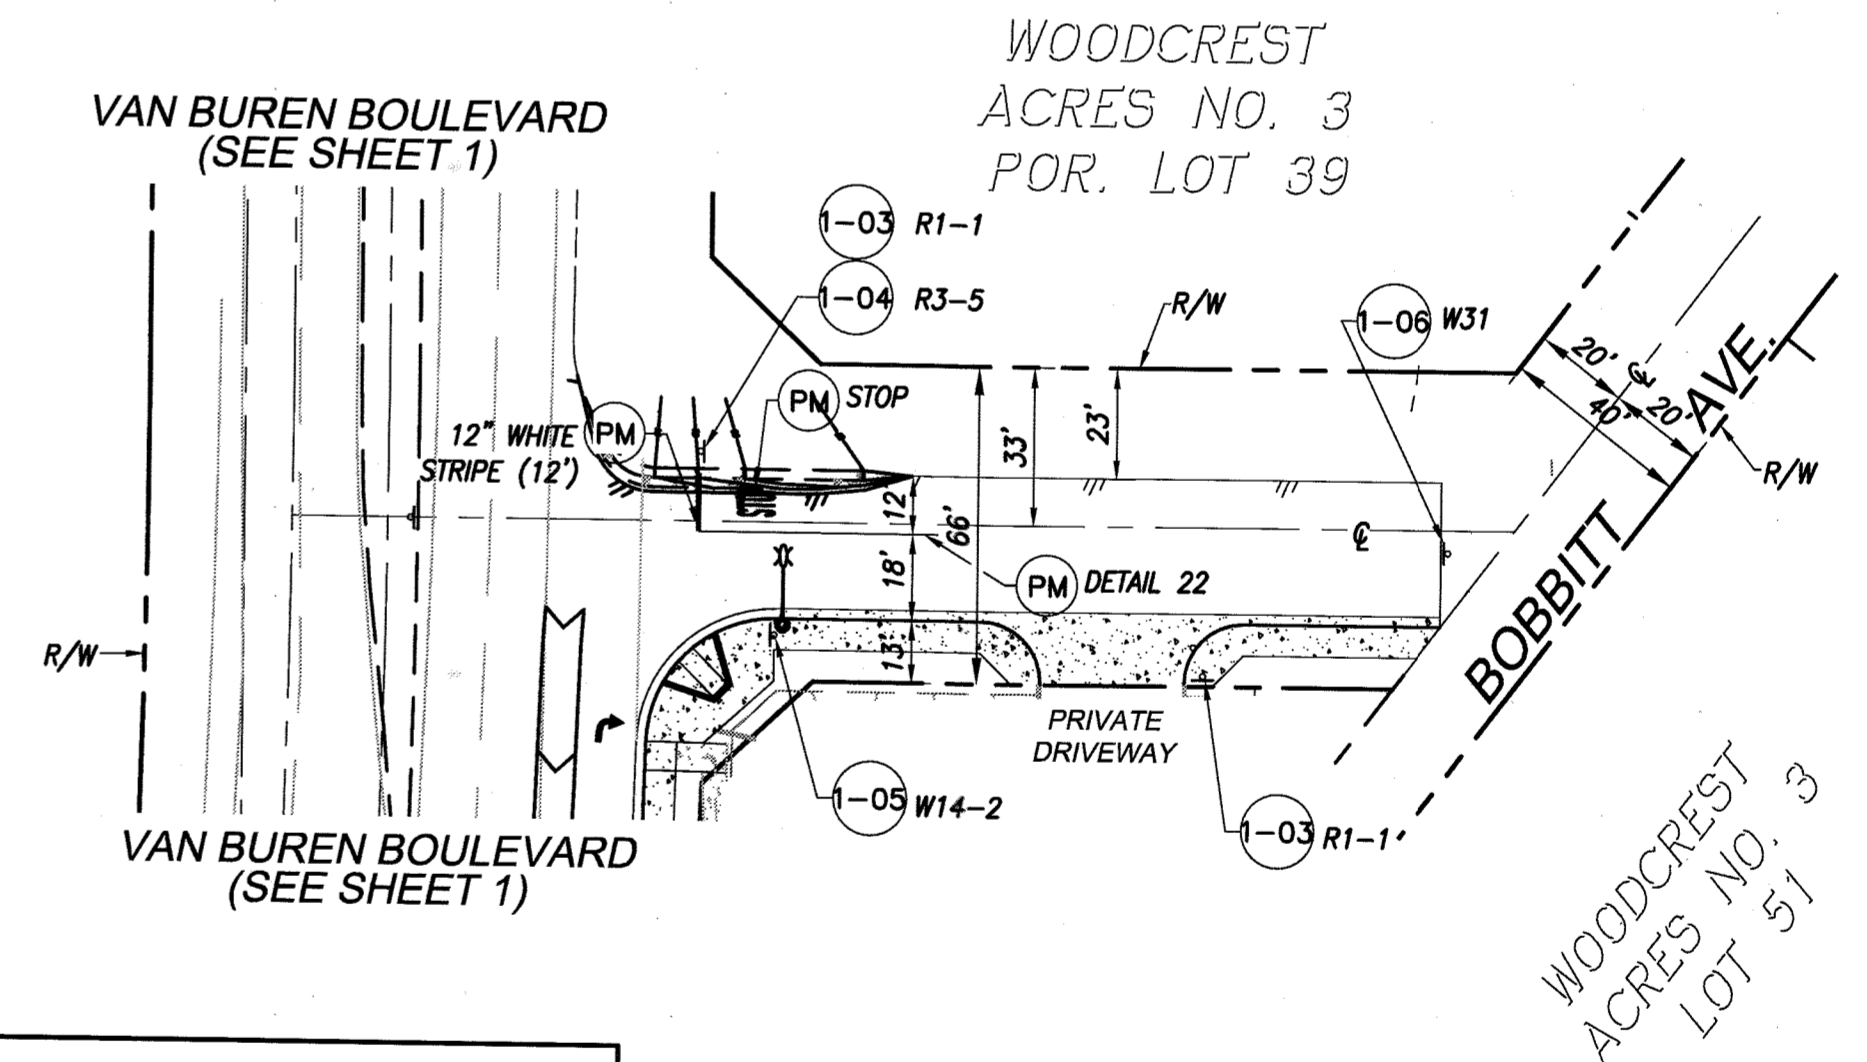 WOODCREST
ACRES NO. 3
POR. LOT 39
VAN BUREN BOULEVARD
(SEE SHEET 1)
1-03 R1-1
1-04 R3-5
R/W
1-06 W31
20'
℄
20'
40'
AVE.
BOBBITT
R/W
PM STOP
12" WHITE
STRIPE (12')
PM
23'
33'
12'
66'
STOP
℄
18'
PM DETAIL 22
13'
R/W
PRIVATE
DRIVEWAY
1-05 W14-2
1-03 R1-1
VAN BUREN BOULEVARD
(SEE SHEET 1)
WOODCREST
ACRES NO. 3
LOT 51